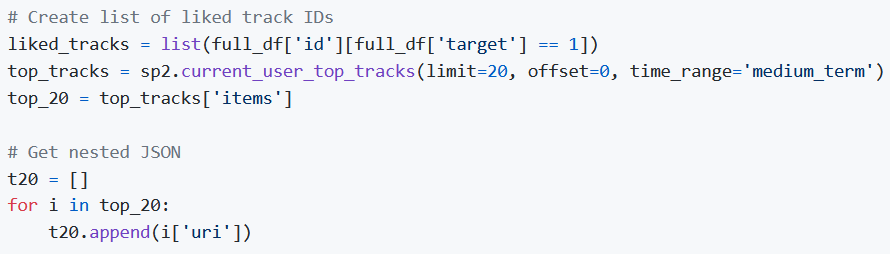 # Create list of liked track IDs
liked_tracks = list(full_df['id'][full_df['target'] == 1])
top_tracks = sp2.current_user_top_tracks(limit=20, offset=0, time_range='medium_term')
top_20 = top_tracks['items']

# Get nested JSON
t20 = []
for i in top_20:
    t20.append(i['uri'])